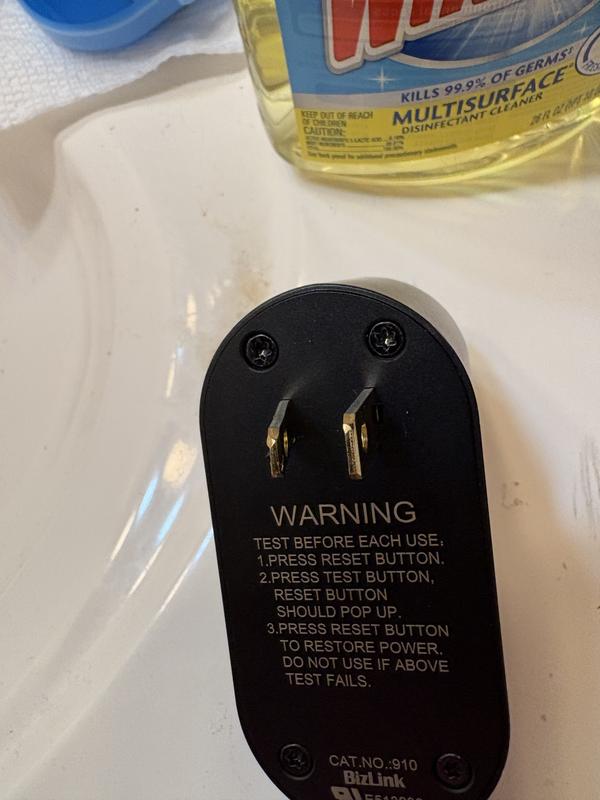 WIN
KILLS 99.9% OF GERMS
MULTISURFACE
DISINFECTANT CLEANER
KEEP OUT OF REACH
OF CHILDREN
CAUTION:
WARNING
TEST BEFORE EACH USE:
1.PRESS RESET BUTTON.
2.PRESS TEST BUTTON,
RESET BUTTON
SHOULD POP UP.
3.PRESS RESET BUTTON
TO RESTORE POWER,
DO NOT USE IF ABOVE
TEST FAILS.
CAT.NO.:910
BizLink